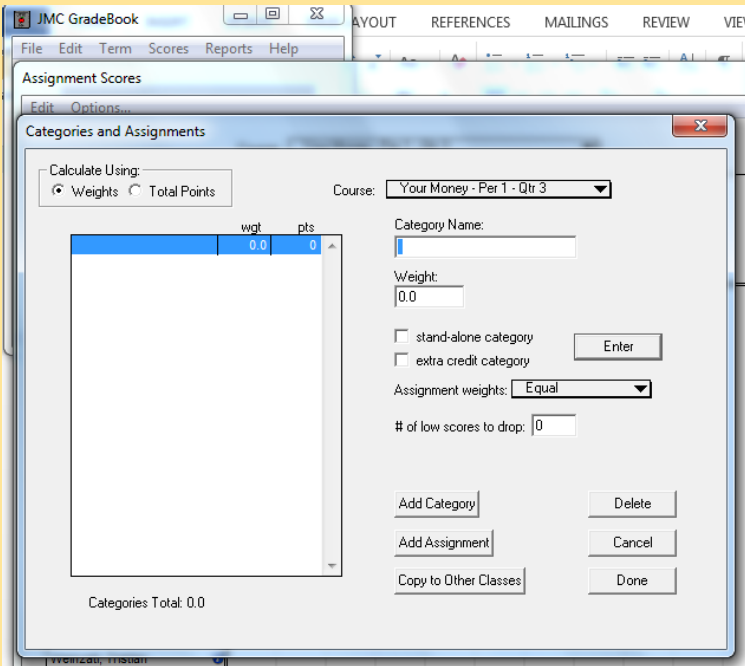 JMC GradeBook
AYOUT REFERENCES MAILINGS REVIEW VIE
File Edit Term Scores Reports Help
Assignment Scores
Edit Options...
Categories and Assignments
Calculate Using:
Weights Total Points
Course: Your Money - Per 1 - Qtr 3
wgt pts
0.0 0
Category Name:
Weight:
0.0
stand-alone category
extra credit category
Enter
Assignment weights: Equal
# of low scores to drop: 0
Add Category Delete
Add Assignment Cancel
Copy to Other Classes Done
Categories Total: 0.0